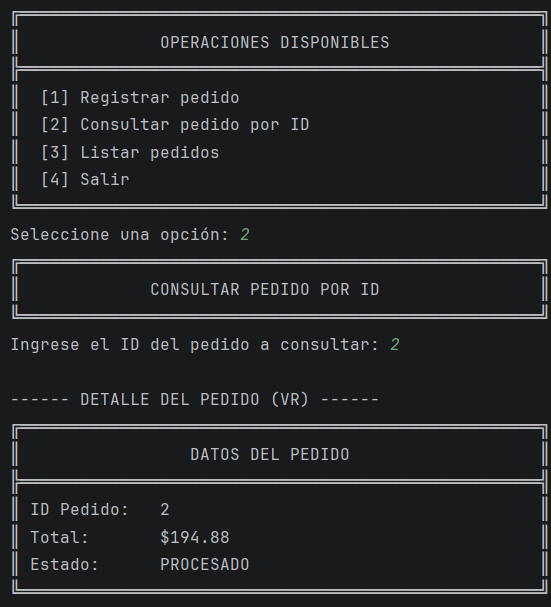 OPERACIONES DISPONIBLES
[1] Registrar pedido
[2] Consultar pedido por ID
[3] Listar pedidos
[4] Salir
Seleccione una opción: 2
CONSULTAR PEDIDO POR ID
Ingrese el ID del pedido a consultar: 2
------ DETALLE DEL PEDIDO (VR) ------
DATOS DEL PEDIDO
ID Pedido: 2
Total: $194.88
Estado: PROCESADO